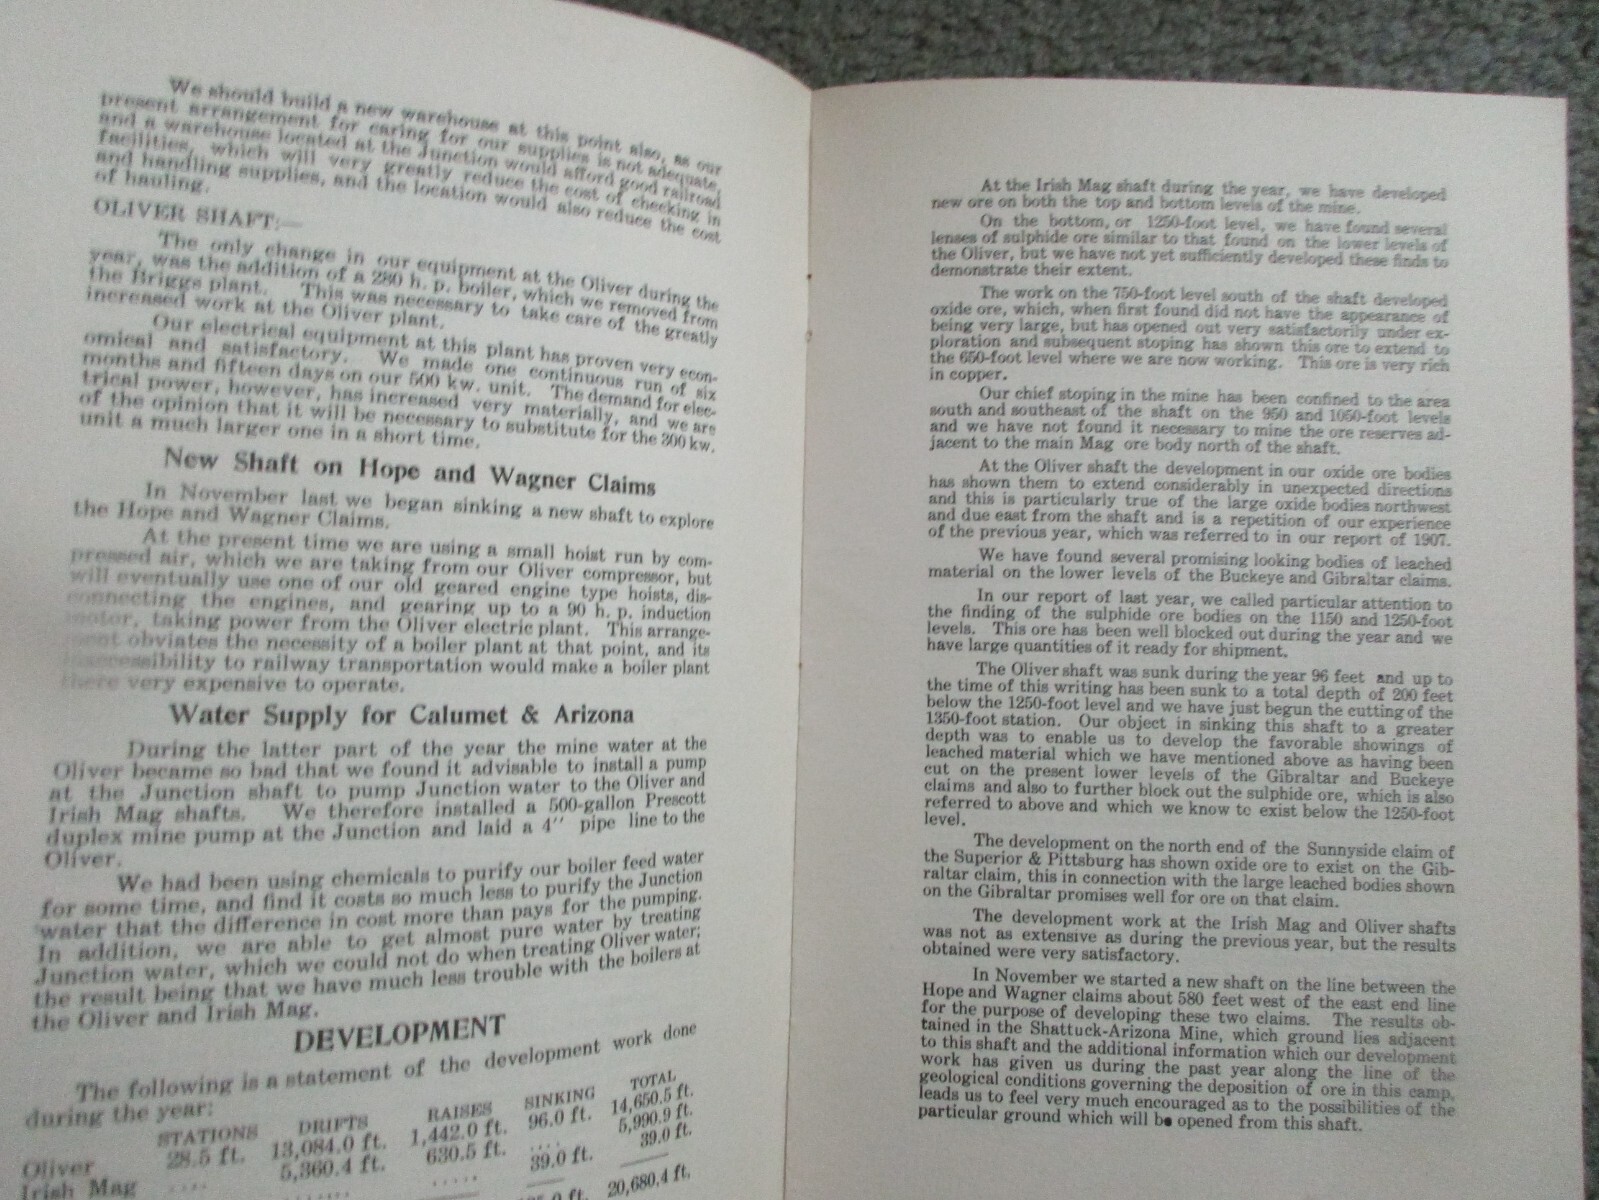 We should build a new warehouse at this point also, as our
present arrangement for caring for our supplies is not adequate,
and a warehouse located at the Junction would afford good railroad
facilities, which will very greatly reduce the cost of checking in
and handling supplies, and the location would also reduce the cost
of hauling.
OLIVER SHAFT:—
The only change in our equipment at the Oliver during the
year, was the addition of a 280 h. p. boiler, which we removed from
the Briggs plant. This was necessary to take care of the greatly
increased work at the Oliver plant.
Our electrical equipment at this plant has proven very econ-
omical and satisfactory. We made one continuous run of six
months and fifteen days on our 500 kw. unit. The demand for elec-
trical power, however, has increased very materially, and we are
of the opinion that it will be necessary to substitute for the 300 kw.
unit a much larger one in a short time.
New Shaft on Hope and Wagner Claims
In November last we began sinking a new shaft to explore
the Hope and Wagner Claims.
At the present time we are using a small hoist run by com-
pressed air, which we are taking from our Oliver compressor, but
will eventually use one of our old geared engine type hoists, dis-
connecting the engines, and gearing up to a 90 h. p. induction
motor, taking power from the Oliver electric plant. This arrange-
ment obviates the necessity of a boiler plant at that point, and its
inaccessibility to railway transportation would make a boiler plant
there very expensive to operate.
Water Supply for Calumet & Arizona
During the latter part of the year the mine water at the
Oliver became so bad that we found it advisable to install a pump
at the Junction shaft to pump Junction water to the Oliver and
Irish Mag shafts. We therefore installed a 500-gallon Prescott
duplex mine pump at the Junction and laid a 4″ pipe line to the
Oliver.
We had been using chemicals to purify our boiler feed water
for some time, and find it costs so much less to purify the Junction
water that the difference in cost more than pays for the pumping.
In addition, we are able to get almost pure water by treating
Junction water, which we could not do when treating Oliver water;
the result being that we have much less trouble with the boilers at
the Oliver and Irish Mag.
DEVELOPMENT
The following is a statement of the development work done
during the year:
STATIONS DRIFTS RAISES SINKING TOTAL
Oliver 28.5 ft. 13,084.0 ft. 1,442.0 ft. 96.0 ft. 14,650.5 ft.
Irish Mag .... 5,360.4 ft. 630.5 ft. .... 5,990.9 ft.
39.0 ft. 39.0 ft.
20,680.4 ft.
At the Irish Mag shaft during the year, we have developed
new ore on both the top and bottom levels of the mine.
On the bottom, or 1250-foot level, we have found several
lenses of sulphide ore similar to that found on the lower levels of
the Oliver, but we have not yet sufficiently developed these finds to
demonstrate their extent.
The work on the 750-foot level south of the shaft developed
oxide ore, which, when first found did not have the appearance of
being very large, but has opened out very satisfactorily under ex-
ploration and subsequent stoping has shown this ore to extend to
the 650-foot level where we are now working. This ore is very rich
in copper.
Our chief stoping in the mine has been confined to the area
south and southeast of the shaft on the 950 and 1050-foot levels
and we have not found it necessary to mine the ore reserves ad-
jacent to the main Mag ore body north of the shaft.
At the Oliver shaft the development in our oxide ore bodies
has shown them to extend considerably in unexpected directions
and this is particularly true of the large oxide bodies northwest
and due east from the shaft and is a repetition of our experience
of the previous year, which was referred to in our report of 1907.
We have found several promising looking bodies of leached
material on the lower levels of the Buckeye and Gibraltar claims.
In our report of last year, we called particular attention to
the finding of the sulphide ore bodies on the 1150 and 1250-foot
levels. This ore has been well blocked out during the year and we
have large quantities of it ready for shipment.
The Oliver shaft was sunk during the year 96 feet and up to
the time of this writing has been sunk to a total depth of 200 feet
below the 1250-foot level and we have just begun the cutting of the
1350-foot station. Our object in sinking this shaft to a greater
depth was to enable us to develop the favorable showings of
leached material which we have mentioned above as having been
cut on the present lower levels of the Gibraltar and Buckeye
claims and also to further block out the sulphide ore, which is also
referred to above and which we know to exist below the 1250-foot
level.
The development on the north end of the Sunnyside claim of
the Superior & Pittsburg has shown oxide ore to exist on the Gib-
raltar claim, this in connection with the large leached bodies shown
on the Gibraltar promises well for ore on that claim.
The development work at the Irish Mag and Oliver shafts
was not as extensive as during the previous year, but the results
obtained were very satisfactory.
In November we started a new shaft on the line between the
Hope and Wagner claims about 580 feet west of the east end line
for the purpose of developing these two claims. The results ob-
tained in the Shattuck-Arizona Mine, which ground lies adjacent
to this shaft and the additional information which our development
work has given us during the past year along the line of the
geological conditions governing the deposition of ore in this camp,
leads us to feel very much encouraged as to the possibilities of the
particular ground which will be opened from this shaft.